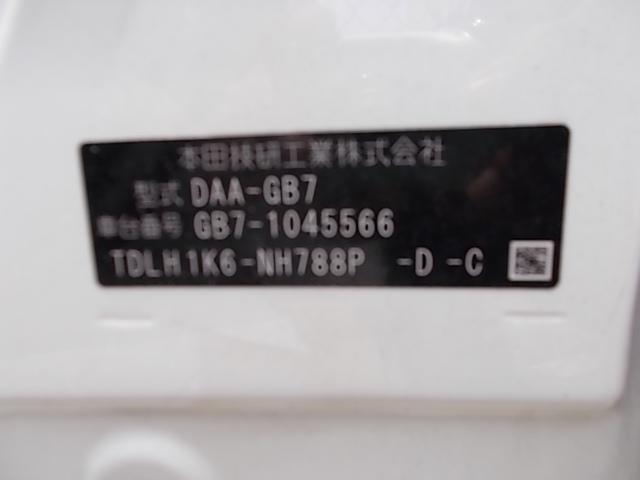 本田技研工業株式会社
型式 DAA-GB7
車台番号 GB7-1045566
TDLH1K6-NH788P -D -C